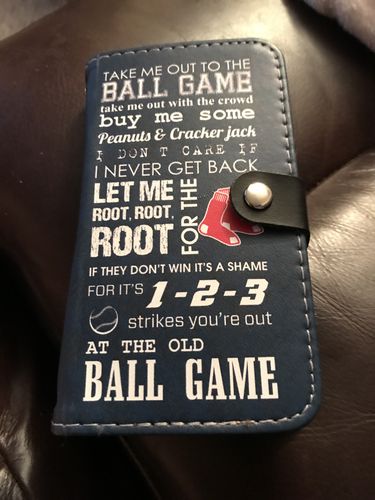 TAKE ME OUT TO THE
BALL GAME
take me out with the crowd
buy me some
Peanuts & Cracker jack
I DON T CARE IF
I NEVER GET BACK
LET ME
ROOT, ROOT,
ROOT
FOR THE
IF THEY DON'T WIN IT'S A SHAME
FOR IT'S 1-2-3
strikes you're out
AT THE OLD
BALL GAME